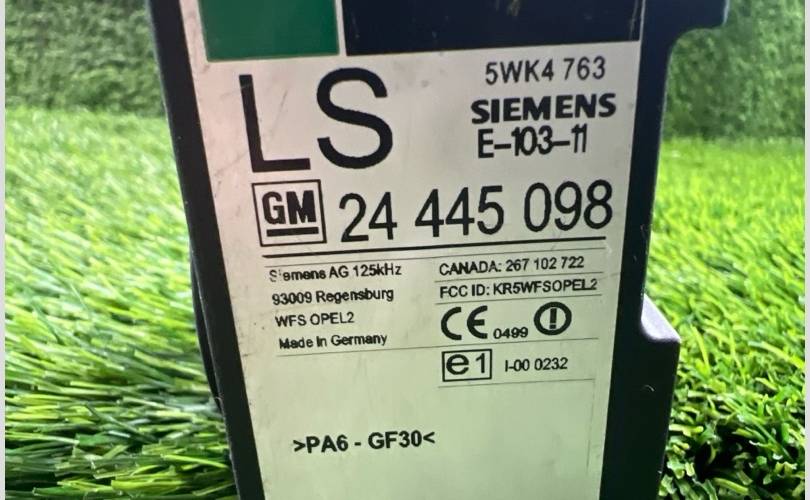 LS
5WK4 763
SIEMENS
E-103-11
GM 24 445 098
Siemens AG 125kHz
93009 Regensburg
WFS OPEL2
Made In Germany
CANADA: 267 102 722
FCC ID: KR5WFSOPEL2
CE 0499 !
e1 I-00 0232
>PA6 - GF30<